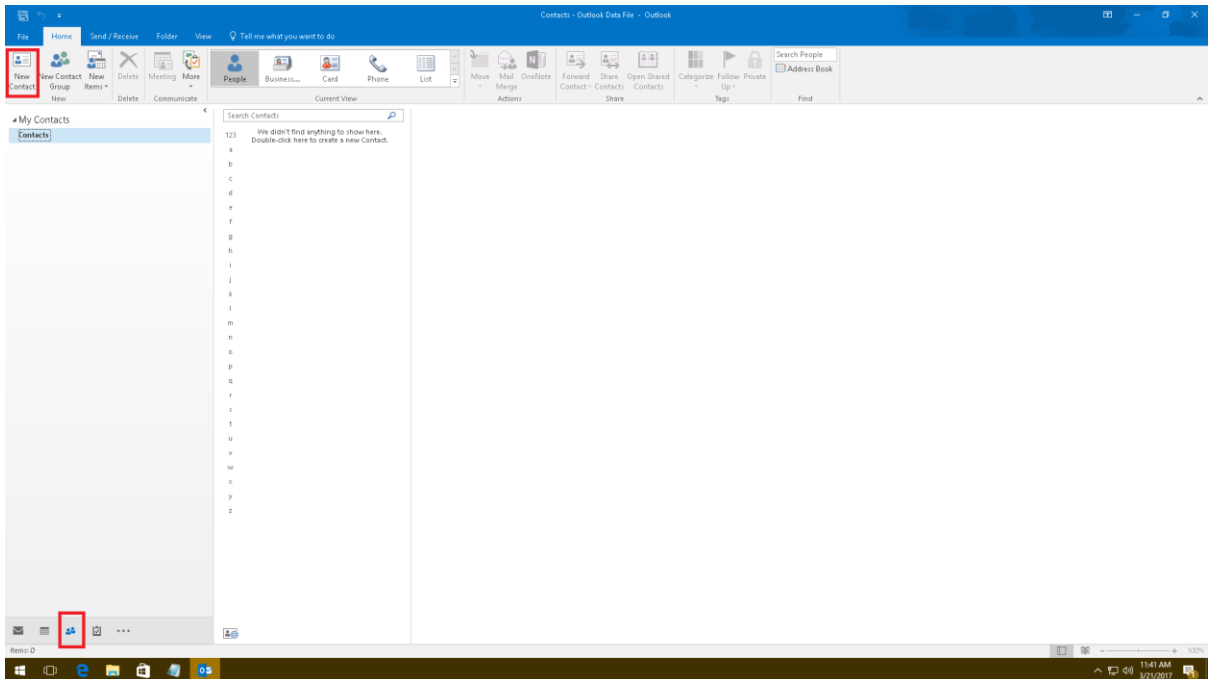 Contacts - Outlook Data File - Outlook
File Home Send / Receive Folder View Tell me what you want to do
New Contact
New Contact Group
New Items
Delete
Meeting
More
People
Business...
Card
Phone
List
Move
Mail Merge
OneNote
Forward Contact
Share Contacts
Open Shared Contacts
Categorize
Follow Up
Private
Search People
Address Book
New Delete Communicate Current View Actions Share Tags Find
My Contacts
Contacts
Search Contacts
We didn't find anything to show here.
Double-click here to create a new Contact.
123
a
b
c
d
e
f
g
h
i
j
k
l
m
n
o
p
q
r
s
t
u
v
w
x
y
z
Items: 0
100%
11:41 AM
3/21/2017